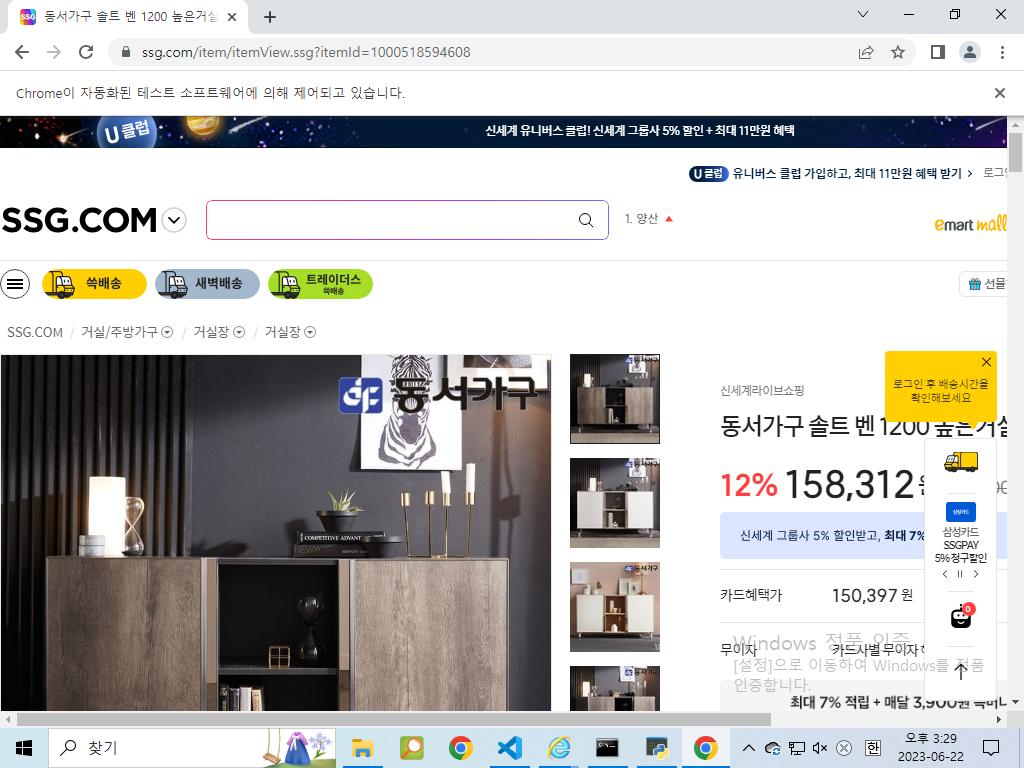 동서가구 솔트 벤 1200 높은거실
ssg.com/item/itemView.ssg?itemId=1000518594608
Chrome이 자동화된 테스트 소프트웨어에 의해 제어되고 있습니다.
U클럽
신세계 유니버스 클럽! 신세계 그룹사 5% 할인 + 최대 11만원 혜택
U클럽 유니버스 클럽 가입하고, 최대 11만원 혜택 받기 > 로그인
SSG.COM
1. 양산
emart mall
쓱배송
새벽배송
트레이더스
쓱배송
선물
SSG.COM / 거실/주방가구 / 거실장 / 거실장
동서가구
COMPETITIVE ADVANT
신세계라이브쇼핑
로그인 후 배송시간을
확인해보세요
동서가구 솔트 벤 1200 높은거실
12% 158,312원
신세계 그룹사 5% 할인받고, 최대 7%
삼성카드
삼성카드
SSGPAY
5% 청구할인
카드혜택가 150,397 원
0
무이자 카드사별 무이자
Windows 정품 인증
[설정]으로 이동하여 Windows를 정품
인증합니다.
최대 7% 적립 + 매달 3,900원 쓱머니
찾기
한
오후 3:29
2023-06-22